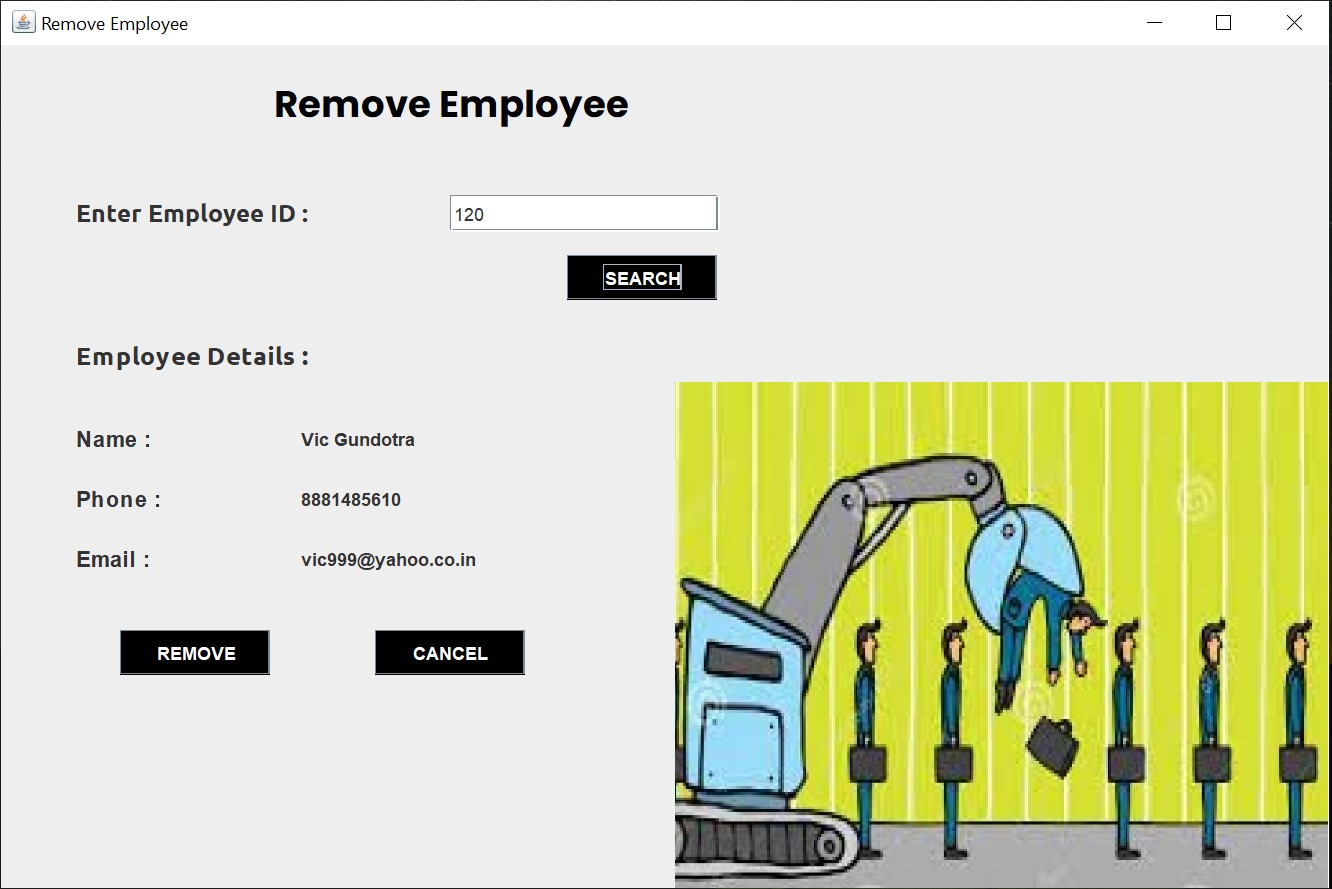 Remove Employee
Remove Employee
Enter Employee ID :
120
SEARCH
Employee Details :
Name :
Vic Gundotra
Phone :
8881485610
Email :
vic999@yahoo.co.in
REMOVE
CANCEL